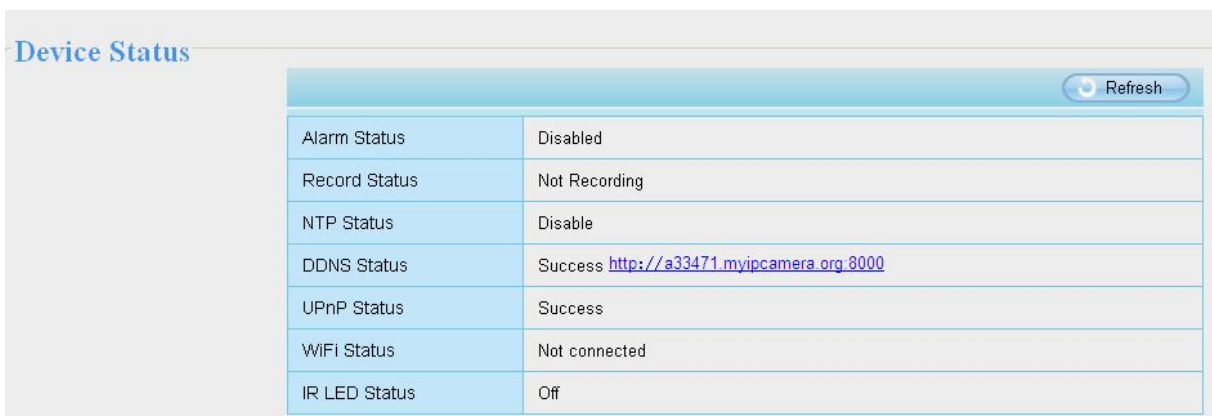 Device Status
Refresh
Alarm Status Disabled
Record Status Not Recording
NTP Status Disable
DDNS Status Success http://a33471.myipcamera.org:8000
UPnP Status Success
WiFi Status Not connected
IR LED Status Off